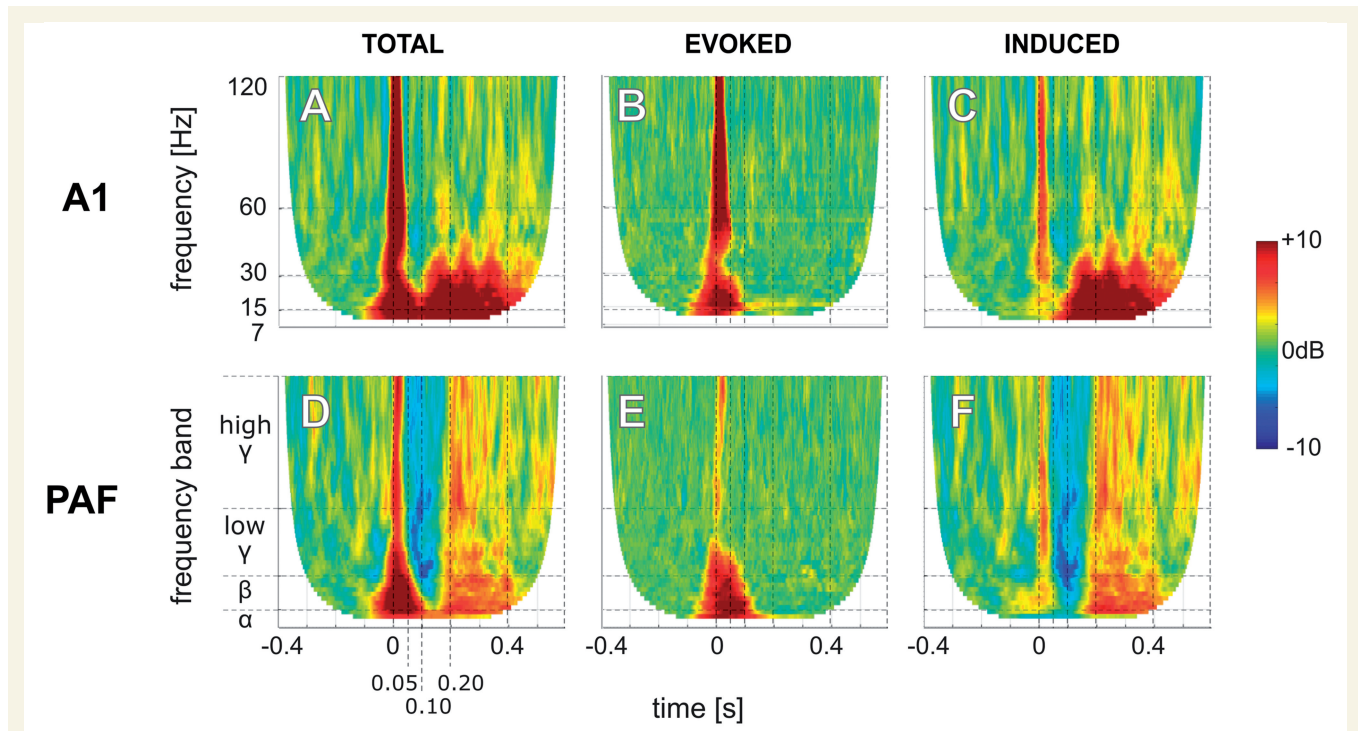 TOTAL EVOKED INDUCED
A1
frequency [Hz]
120
60
30
15
7
A B C
+10
0dB
-10
PAF
frequency band
high
γ
low
γ
β
α
D E F
-0.4 0 0.4 -0.4 0 0.4 -0.4 0 0.4
0.05 0.20
0.10
time [s]